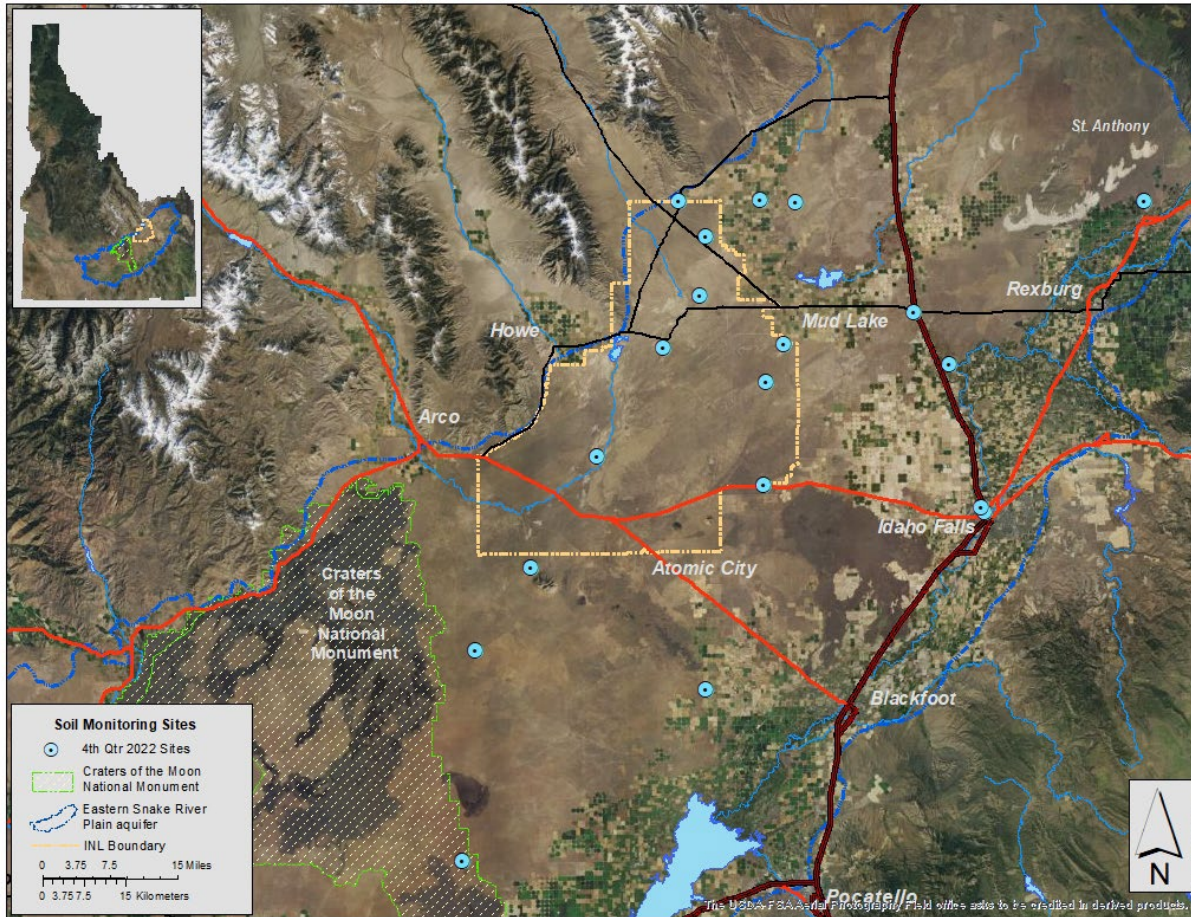 St. Anthony
Rexburg
Howe
Mud Lake
Arco
Idaho Falls
Atomic City
Craters
of the
Moon
National
Monument
Blackfoot
Pocatello
Soil Monitoring Sites
4th Qtr 2022 Sites
Craters of the Moon
National Monument
Eastern Snake River
Plain aquifer
INL Boundary
0 3.75 7.5 15 Miles
0 3.75 7.5 15 Kilometers
N
The USDA-FSA Aerial Photography Field office asks to be credited in derived products.